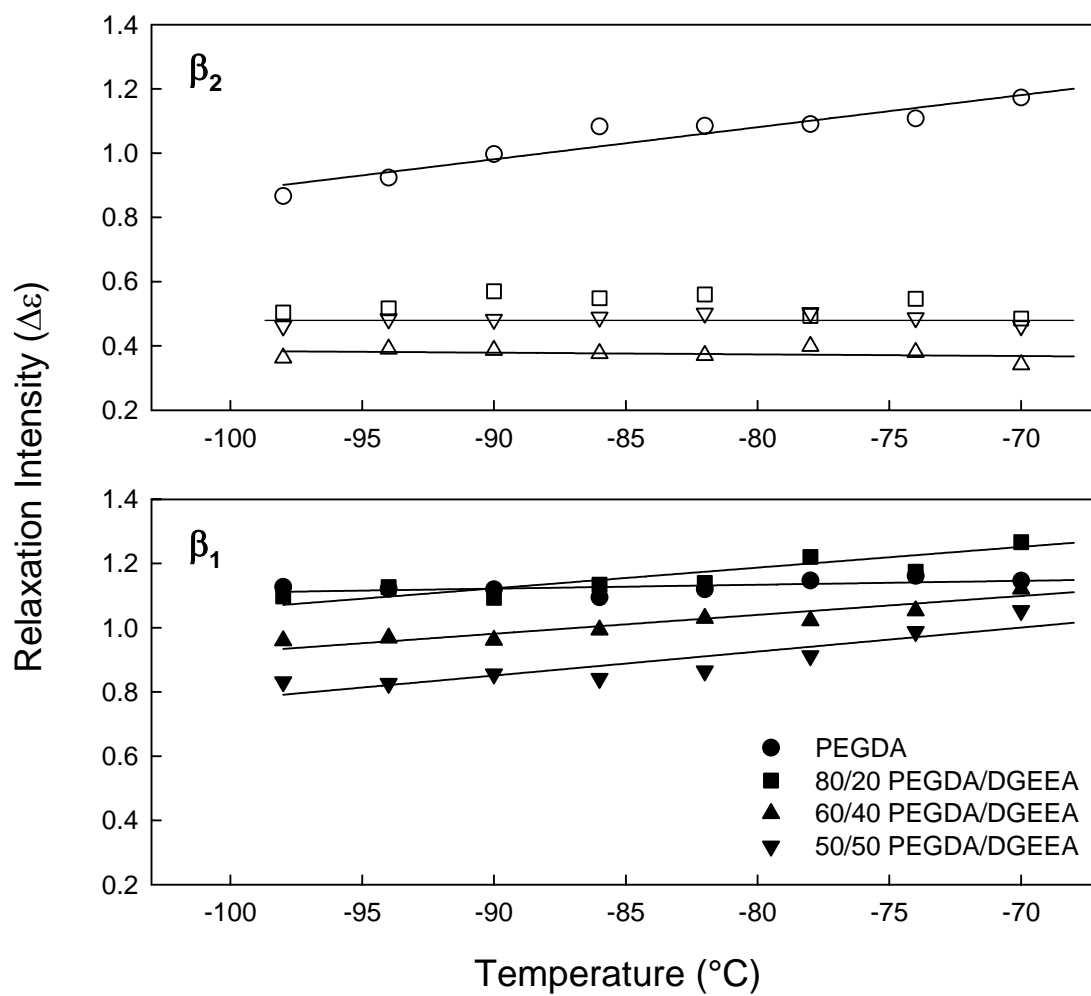 Relaxation Intensity (Δε)
1.4
β2
1.2
1.0
0.8
0.6
0.4
0.2
-100 -95 -90 -85 -80 -75 -70
1.4
β1
1.2
1.0
0.8
0.6
0.4
0.2
PEGDA
80/20 PEGDA/DGEEA
60/40 PEGDA/DGEEA
50/50 PEGDA/DGEEA
-100 -95 -90 -85 -80 -75 -70
Temperature (°C)